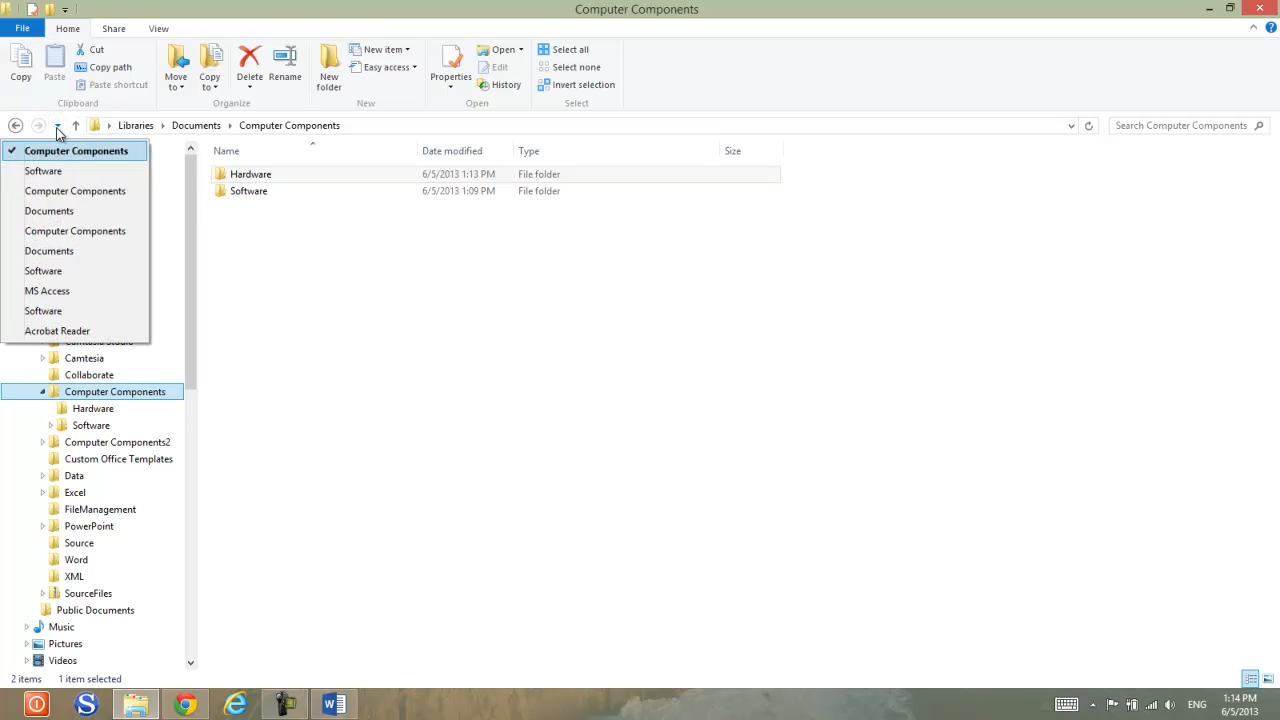 Computer Components
File Home Share View
Copy Paste Cut Copy path Paste shortcut Move to Copy to Delete Rename New folder New item Easy access Properties Open Edit History Select all Select none Invert selection
Clipboard Organize New Open Select
Libraries Documents Computer Components Search Computer Components
Computer Components
Software
Computer Components
Documents
Computer Components
Documents
Software
MS Access
Software
Acrobat Reader
Name Date modified Type Size
Hardware 6/5/2013 1:13 PM File folder
Software 6/5/2013 1:09 PM File folder
Camtasia Studio
Camtesia
Collaborate
Computer Components
Hardware
Software
Computer Components2
Custom Office Templates
Data
Excel
FileManagement
PowerPoint
Source
Word
XML
SourceFiles
Public Documents
Music
Pictures
Videos
2 items 1 item selected
ENG 1:14 PM
6/5/2013